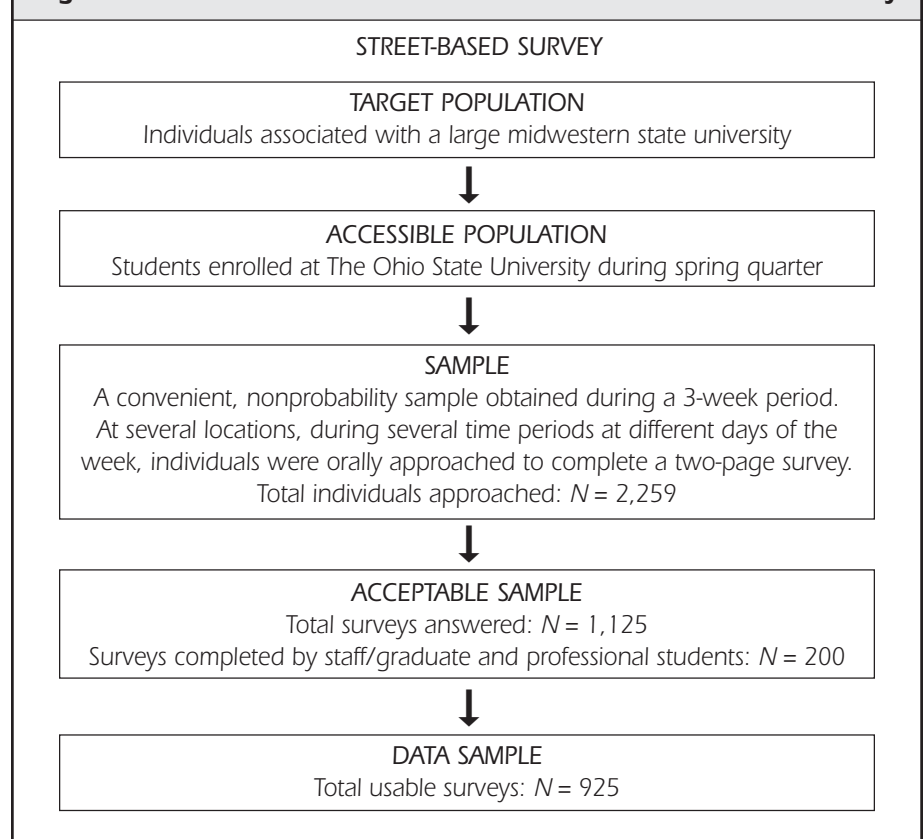 STREET-BASED SURVEY
TARGET POPULATION
Individuals associated with a large midwestern state university
ACCESSIBLE POPULATION
Students enrolled at The Ohio State University during spring quarter
SAMPLE
A convenient, nonprobability sample obtained during a 3-week period.
At several locations, during several time periods at different days of the
week, individuals were orally approached to complete a two-page survey.
Total individuals approached: N = 2,259
ACCEPTABLE SAMPLE
Total surveys answered: N = 1,125
Surveys completed by staff/graduate and professional students: N = 200
DATA SAMPLE
Total usable surveys: N = 925